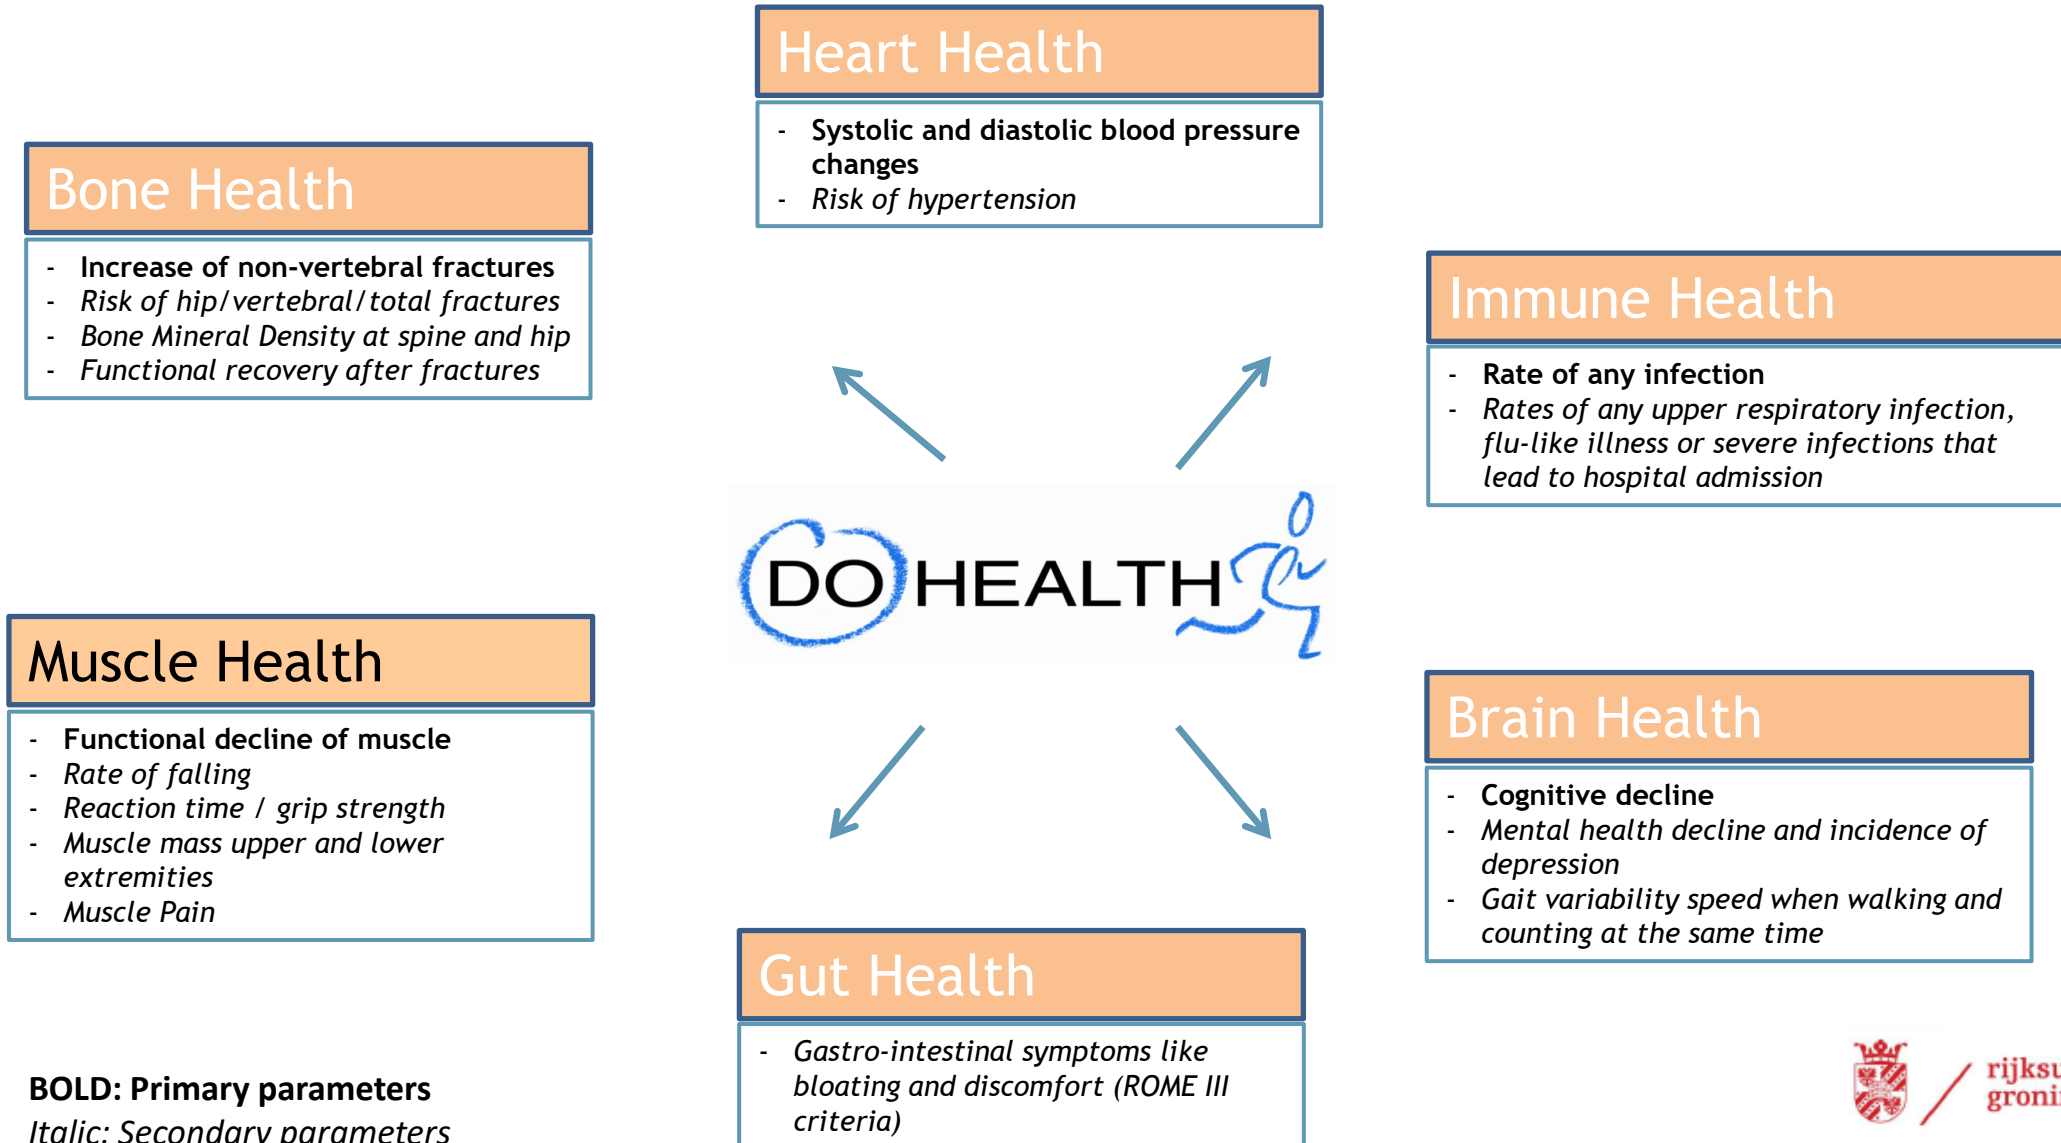 Heart Health
- Systolic and diastolic blood pressure
changes
- Risk of hypertension
Bone Health
- Increase of non-vertebral fractures
- Risk of hip/vertebral/total fractures
- Bone Mineral Density at spine and hip
- Functional recovery after fractures
Immune Health
- Rate of any infection
- Rates of any upper respiratory infection,
flu-like illness or severe infections that
lead to hospital admission
DO HEALTH
Muscle Health
- Functional decline of muscle
- Rate of falling
- Reaction time / grip strength
- Muscle mass upper and lower
extremities
- Muscle Pain
Brain Health
- Cognitive decline
- Mental health decline and incidence of
depression
- Gait variability speed when walking and
counting at the same time
Gut Health
- Gastro-intestinal symptoms like
bloating and discomfort (ROME III
criteria)
BOLD: Primary parameters
Italic: Secondary parameters